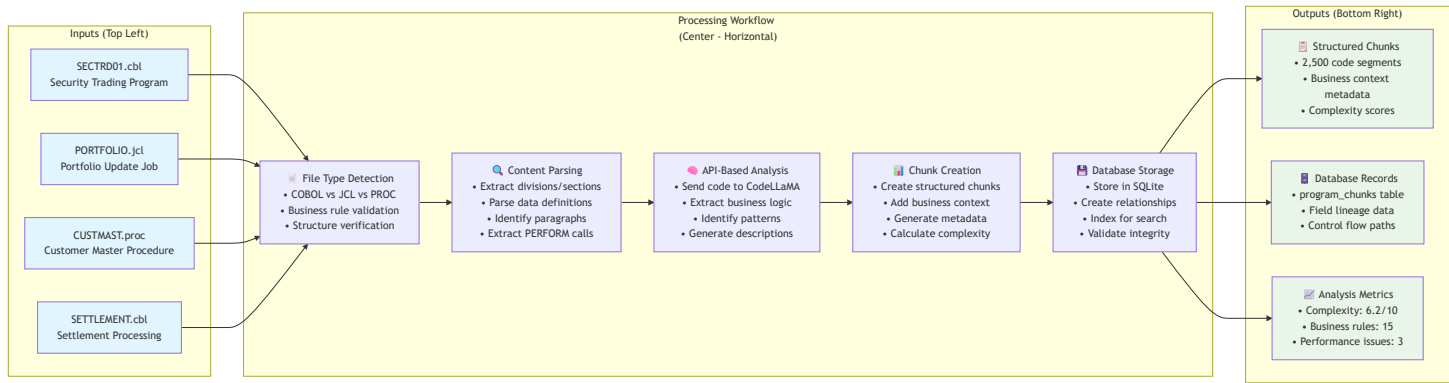 Inputs (Top Left)
SECTRD01.cbl
Security Trading Program
PORTFOLIO.jcl
Portfolio Update Job
CUSTMAST.proc
Customer Master Procedure
SETTLEMENT.cbl
Settlement Processing
Processing Workflow
(Center - Horizontal)
File Type Detection
• COBOL vs JCL vs PROC
• Business rule validation
• Structure verification
Content Parsing
• Extract divisions/sections
• Parse data definitions
• Identify paragraphs
• Extract PERFORM calls
API-Based Analysis
• Send code to CodeLLaMA
• Extract business logic
• Identify patterns
• Generate descriptions
Chunk Creation
• Create structured chunks
• Add business context
• Generate metadata
• Calculate complexity
Database Storage
• Store in SQLite
• Create relationships
• Index for search
• Validate integrity
Outputs (Bottom Right)
Structured Chunks
• 2,500 code segments
• Business context
metadata
• Complexity scores
Database Records
• program_chunks table
• Field lineage data
• Control flow paths
Analysis Metrics
• Complexity: 6.2/10
• Business rules: 15
• Performance issues: 3